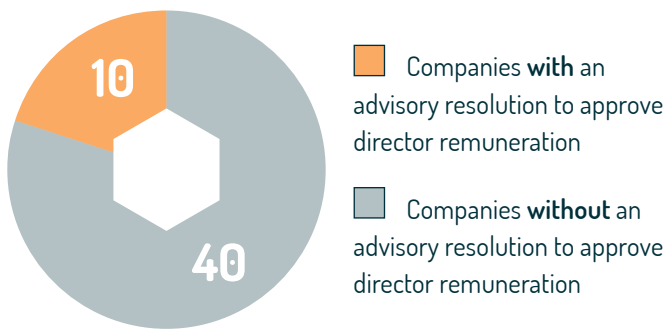 10
40
Companies with an
advisory resolution to approve
director remuneration
Companies without an
advisory resolution to approve
director remuneration